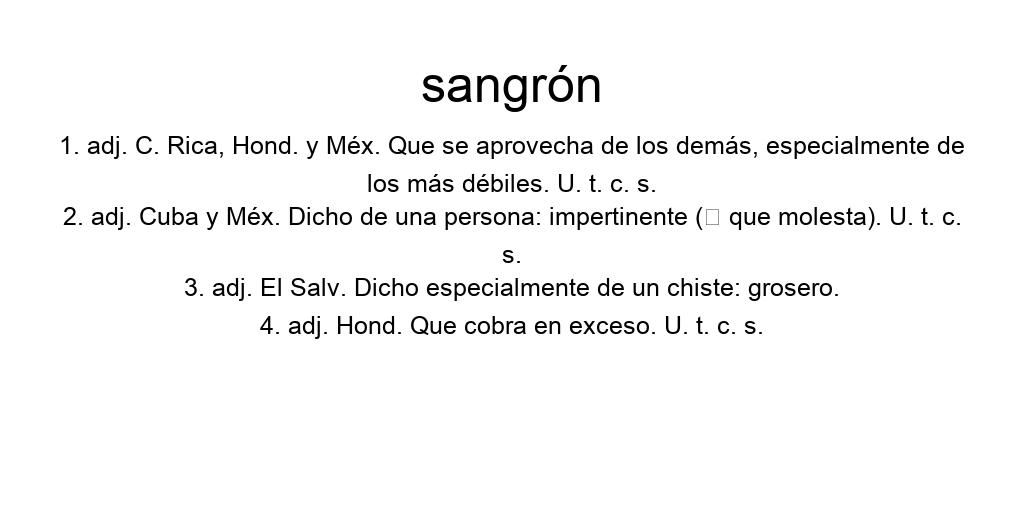 sangrón
1. adj. C. Rica, Hond. y Méx. Que se aprovecha de los demás, especialmente de
los más débiles. U. t. c. s.
2. adj. Cuba y Méx. Dicho de una persona: impertinente (□ que molesta). U. t. c.
s.
3. adj. El Salv. Dicho especialmente de un chiste: grosero.
4. adj. Hond. Que cobra en exceso. U. t. c. s.